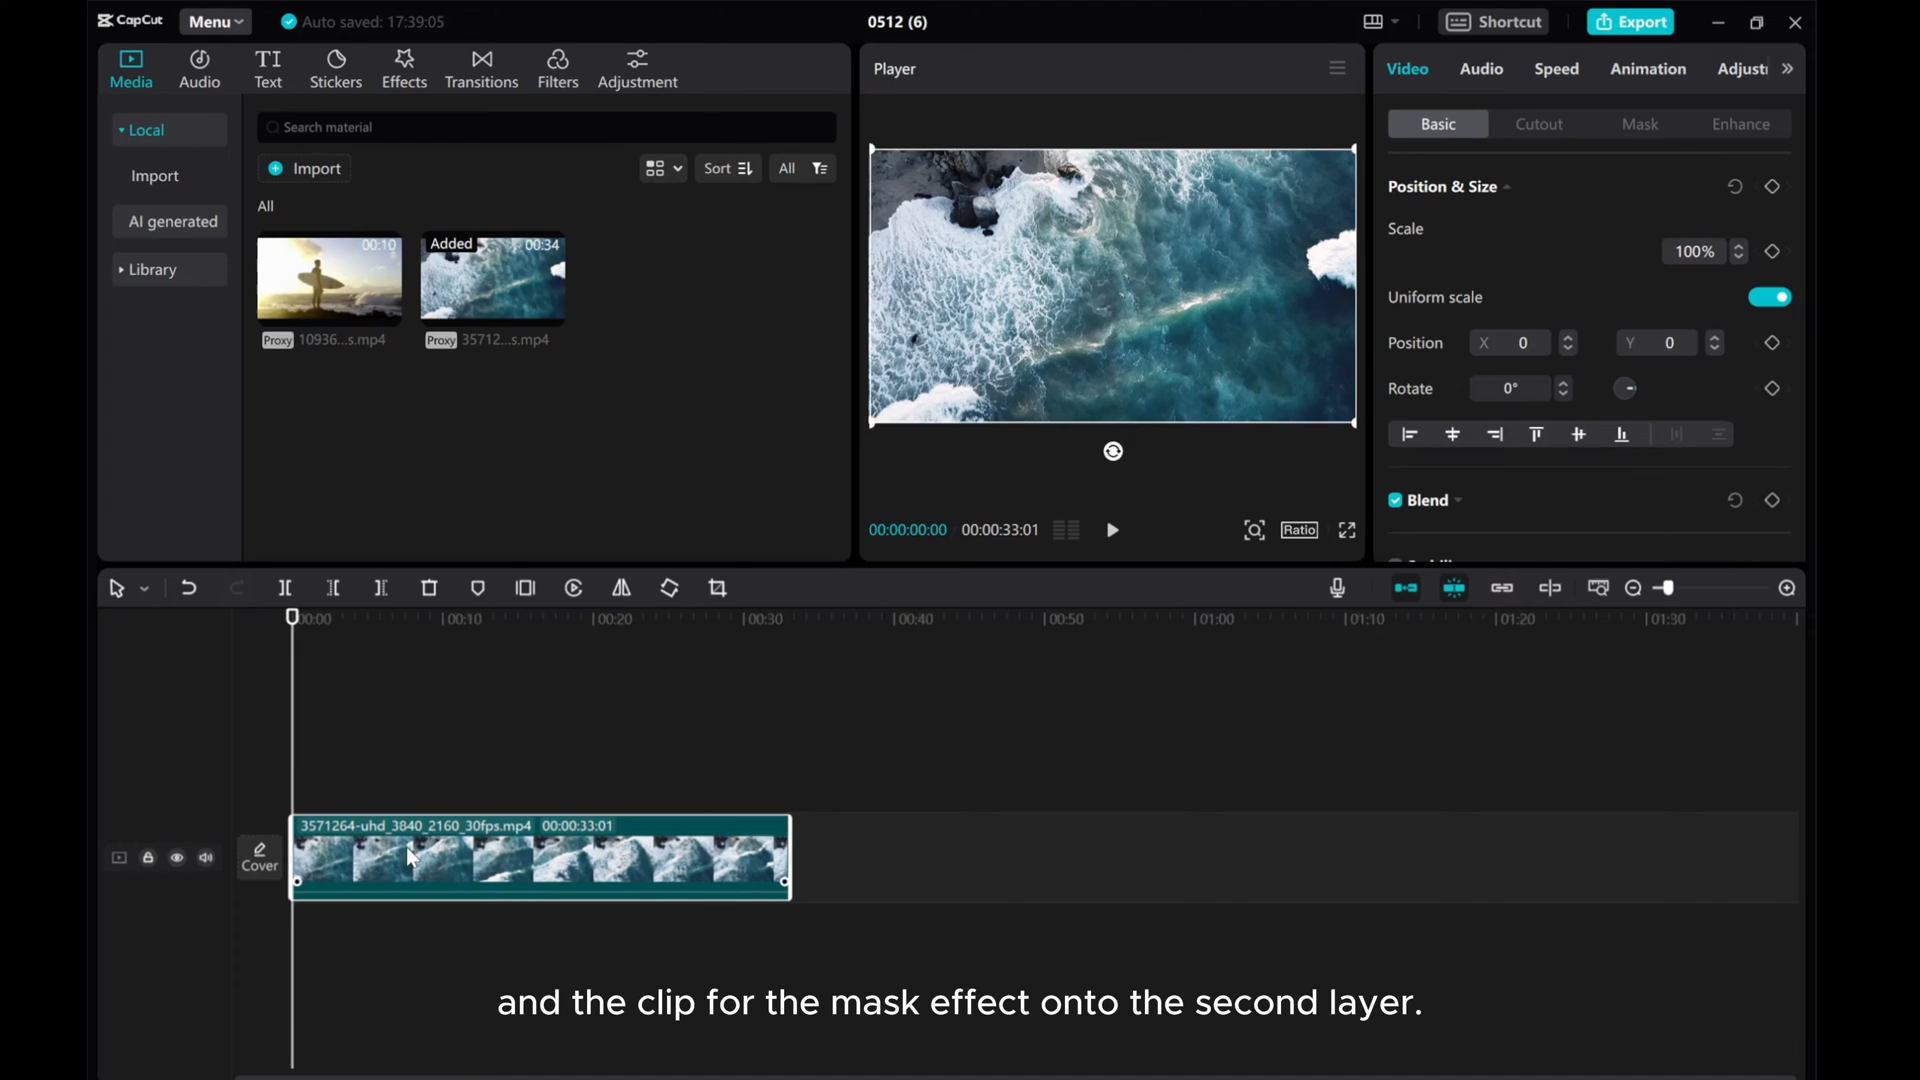 CapCut
Menu
Auto saved: 17:39:05
0512 (6)
Shortcut
Export
Media
Audio
Text
Stickers
Effects
Transitions
Filters
Adjustment
Local
Import
AI generated
Library
Search material
Import
Sort
All
All
00:10
Added
00:34
Proxy 10936...s.mp4
Proxy 35712...s.mp4
Player
00:00:00:00
00:00:33:01
Ratio
Video
Audio
Speed
Animation
Adjust
Basic
Cutout
Mask
Enhance
Position & Size
Scale
100%
Uniform scale
Position
X 0
Y 0
Rotate
0°
Blend
00:00
00:10
00:20
00:30
00:40
00:50
01:00
01:10
01:20
01:30
Cover
3571264-uhd_3840_2160_30fps.mp4 00:00:33:01
and the clip for the mask effect onto the second layer.